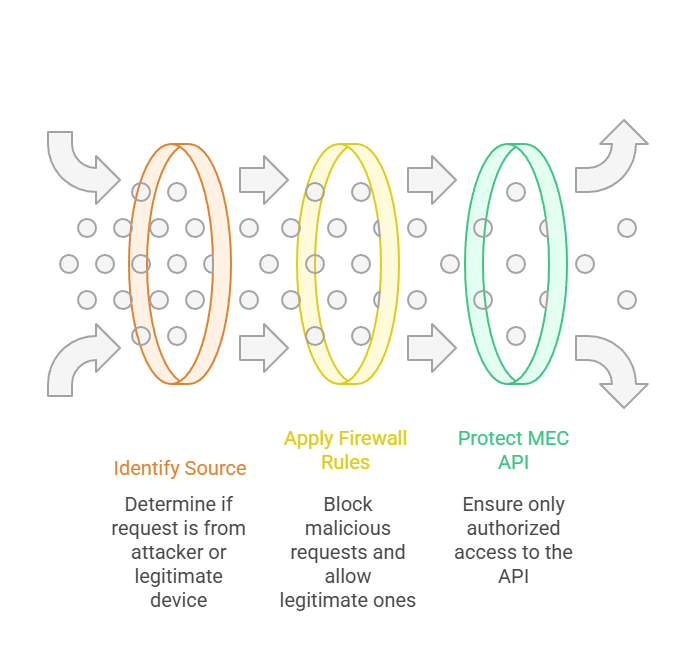 Identify Source
Determine if
request is from
attacker or
legitimate
device
Apply Firewall
Rules
Block
malicious
requests and
allow
legitimate ones
Protect MEC
API
Ensure only
authorized
access to the
API